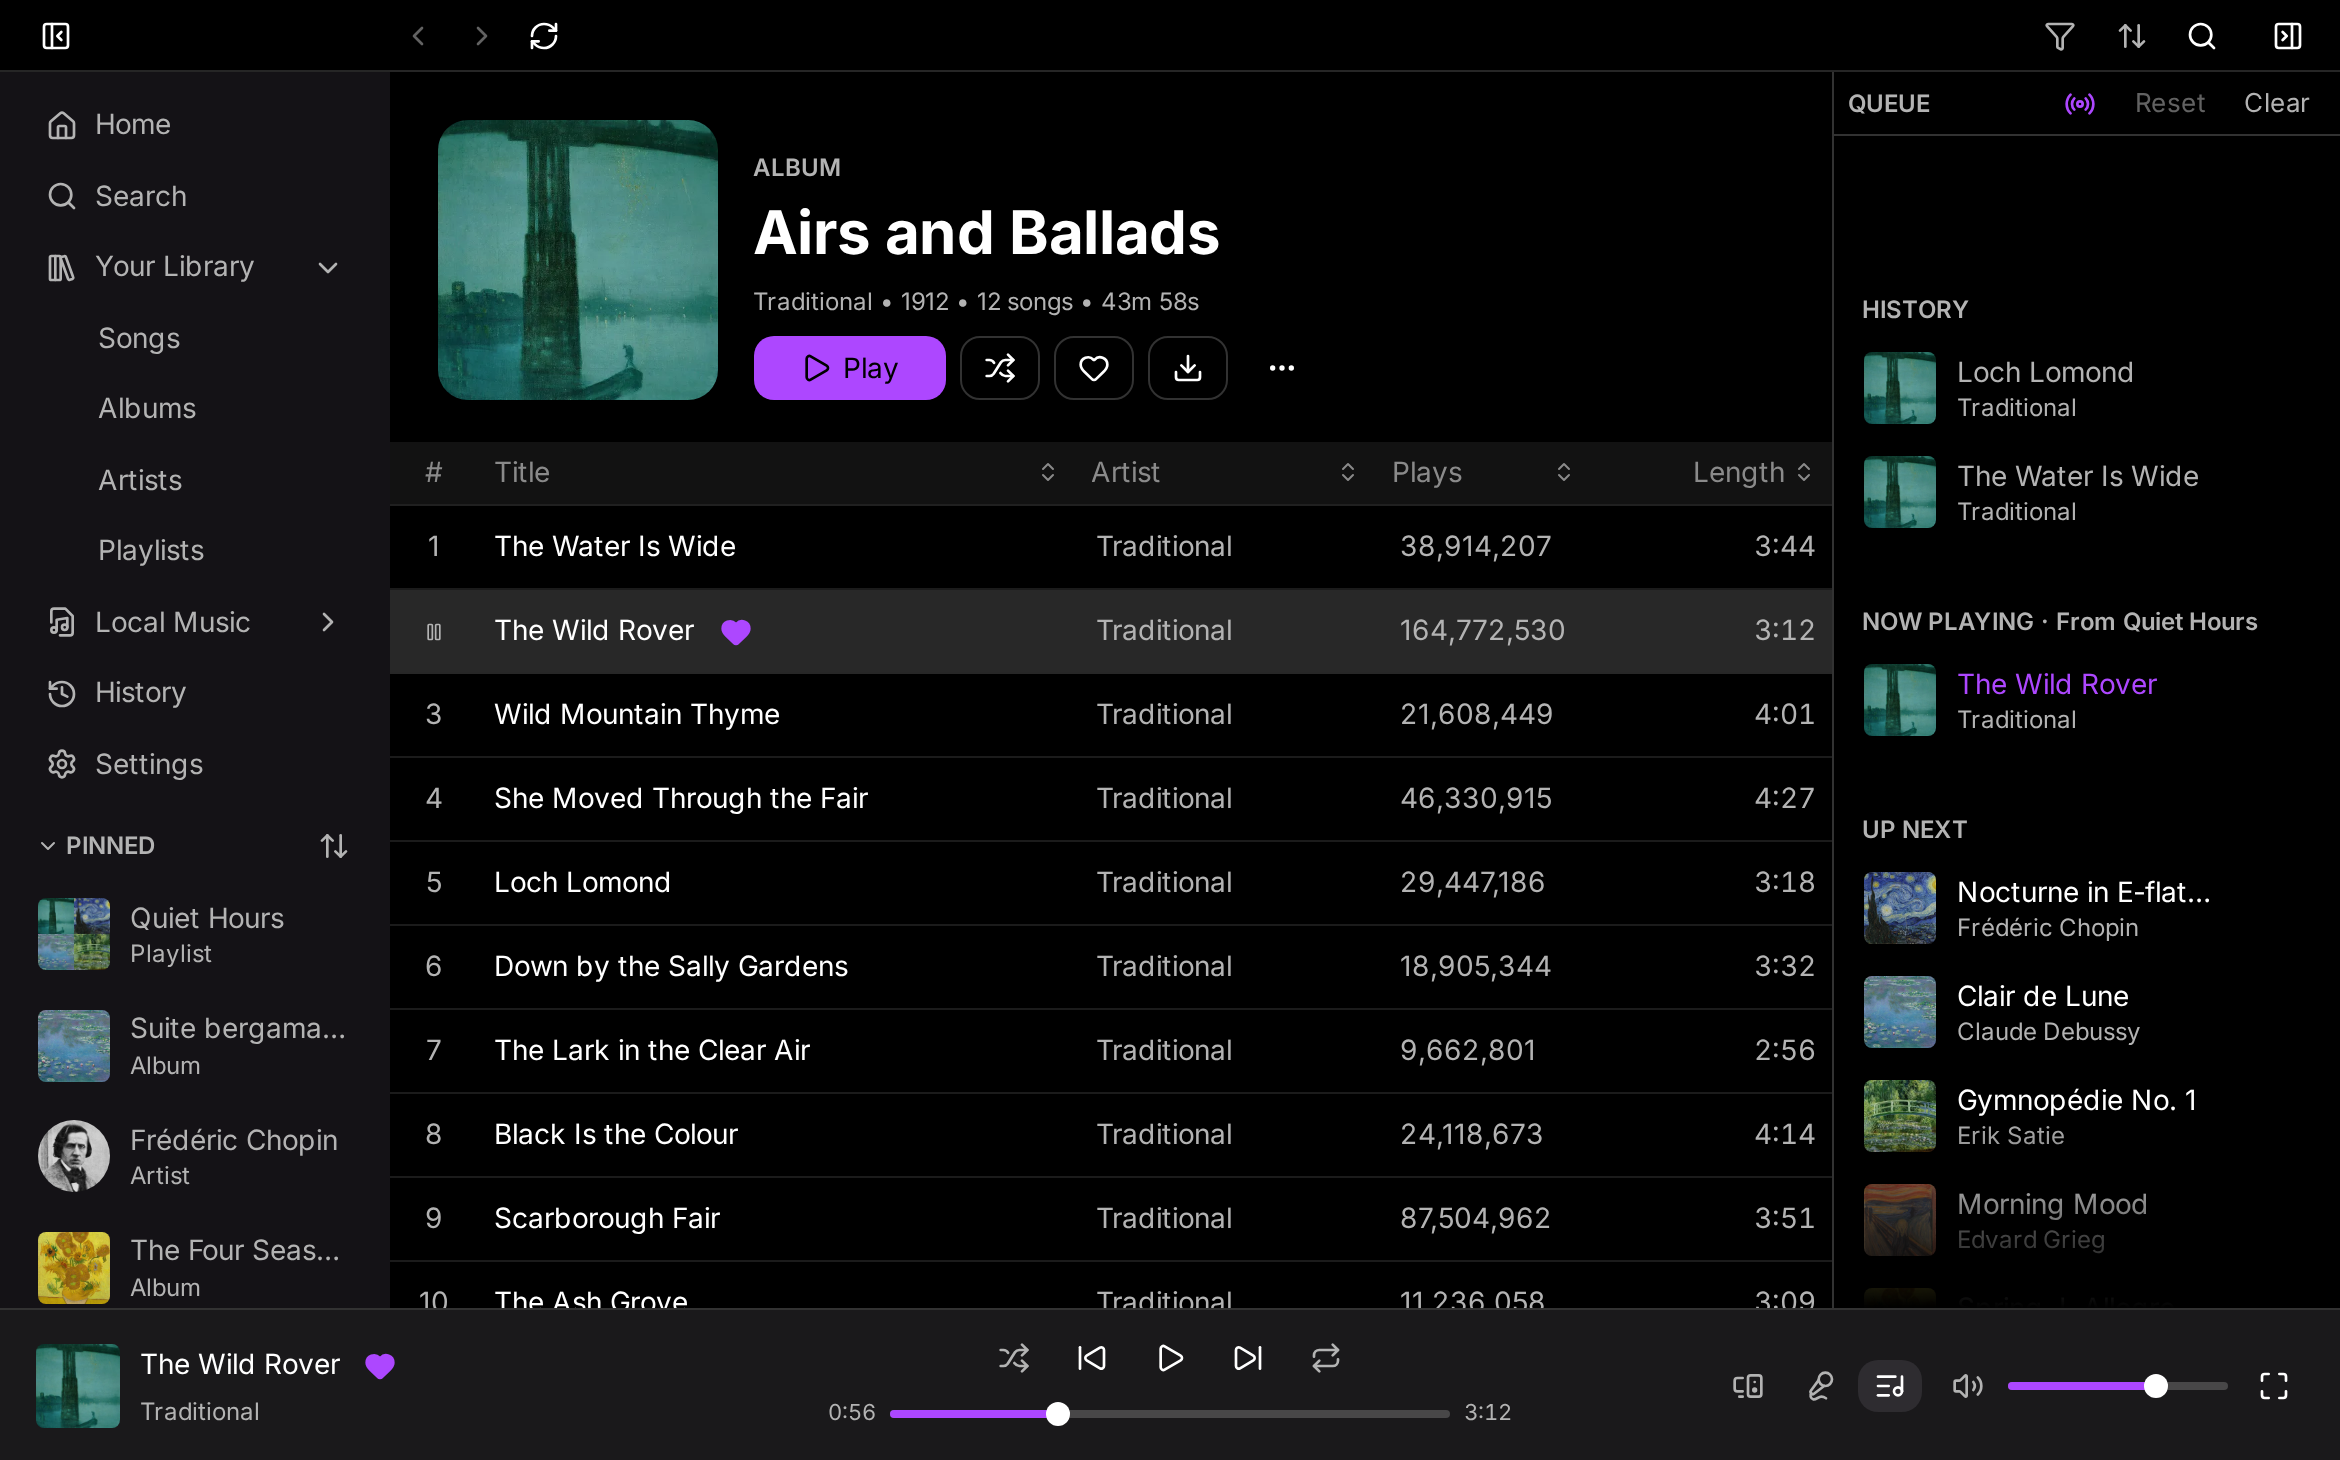 Home
Search
Your Library
Songs
Albums
Artists
Playlists
Local Music
History
Settings
PINNED
Quiet Hours
Playlist
Suite bergama...
Album
Frédéric Chopin
Artist
The Four Seas...
Album
ALBUM
Airs and Ballads
Traditional • 1912 • 12 songs • 43m 58s
Play
# Title Artist Plays Length
1 The Water Is Wide Traditional 38,914,207 3:44
The Wild Rover Traditional 164,772,530 3:12
3 Wild Mountain Thyme Traditional 21,608,449 4:01
4 She Moved Through the Fair Traditional 46,330,915 4:27
5 Loch Lomond Traditional 29,447,186 3:18
6 Down by the Sally Gardens Traditional 18,905,344 3:32
7 The Lark in the Clear Air Traditional 9,662,801 2:56
8 Black Is the Colour Traditional 24,118,673 4:14
9 Scarborough Fair Traditional 87,504,962 3:51
10 The Ash Grove Traditional 11,236,058 3:09
QUEUE Reset Clear
HISTORY
Loch Lomond
Traditional
The Water Is Wide
Traditional
NOW PLAYING · From Quiet Hours
The Wild Rover
Traditional
UP NEXT
Nocturne in E-flat...
Frédéric Chopin
Clair de Lune
Claude Debussy
Gymnopédie No. 1
Erik Satie
Morning Mood
Edvard Grieg
The Wild Rover
Traditional
0:56 3:12